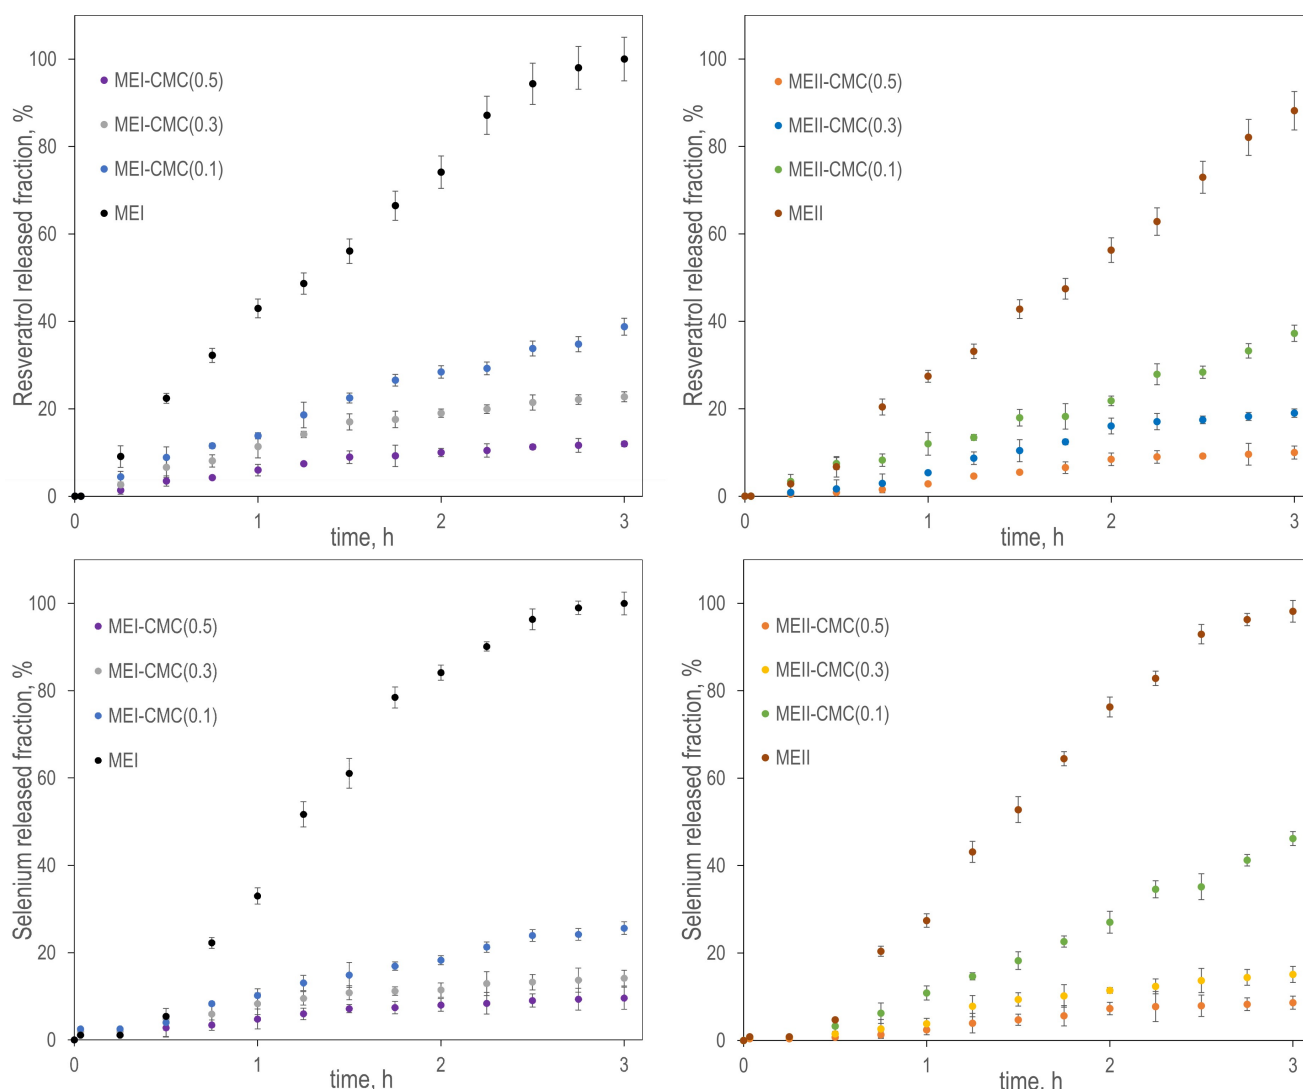 Resveratrol released fraction, %
100
80
60
40
20
0
MEI-CMC(0.5)
MEI-CMC(0.3)
MEI-CMC(0.1)
MEI
0
1
2
3
time, h
Resveratrol released fraction, %
100
80
60
40
20
0
MEII-CMC(0.5)
MEII-CMC(0.3)
MEII-CMC(0.1)
MEII
0
1
2
3
time, h
Selenium released fraction, %
100
80
60
40
20
0
MEI-CMC(0.5)
MEI-CMC(0.3)
MEI-CMC(0.1)
MEI
0
1
2
3
time, h
Selenium released fraction, %
100
80
60
40
20
0
MEII-CMC(0.5)
MEII-CMC(0.3)
MEII-CMC(0.1)
MEII
0
1
2
3
time, h